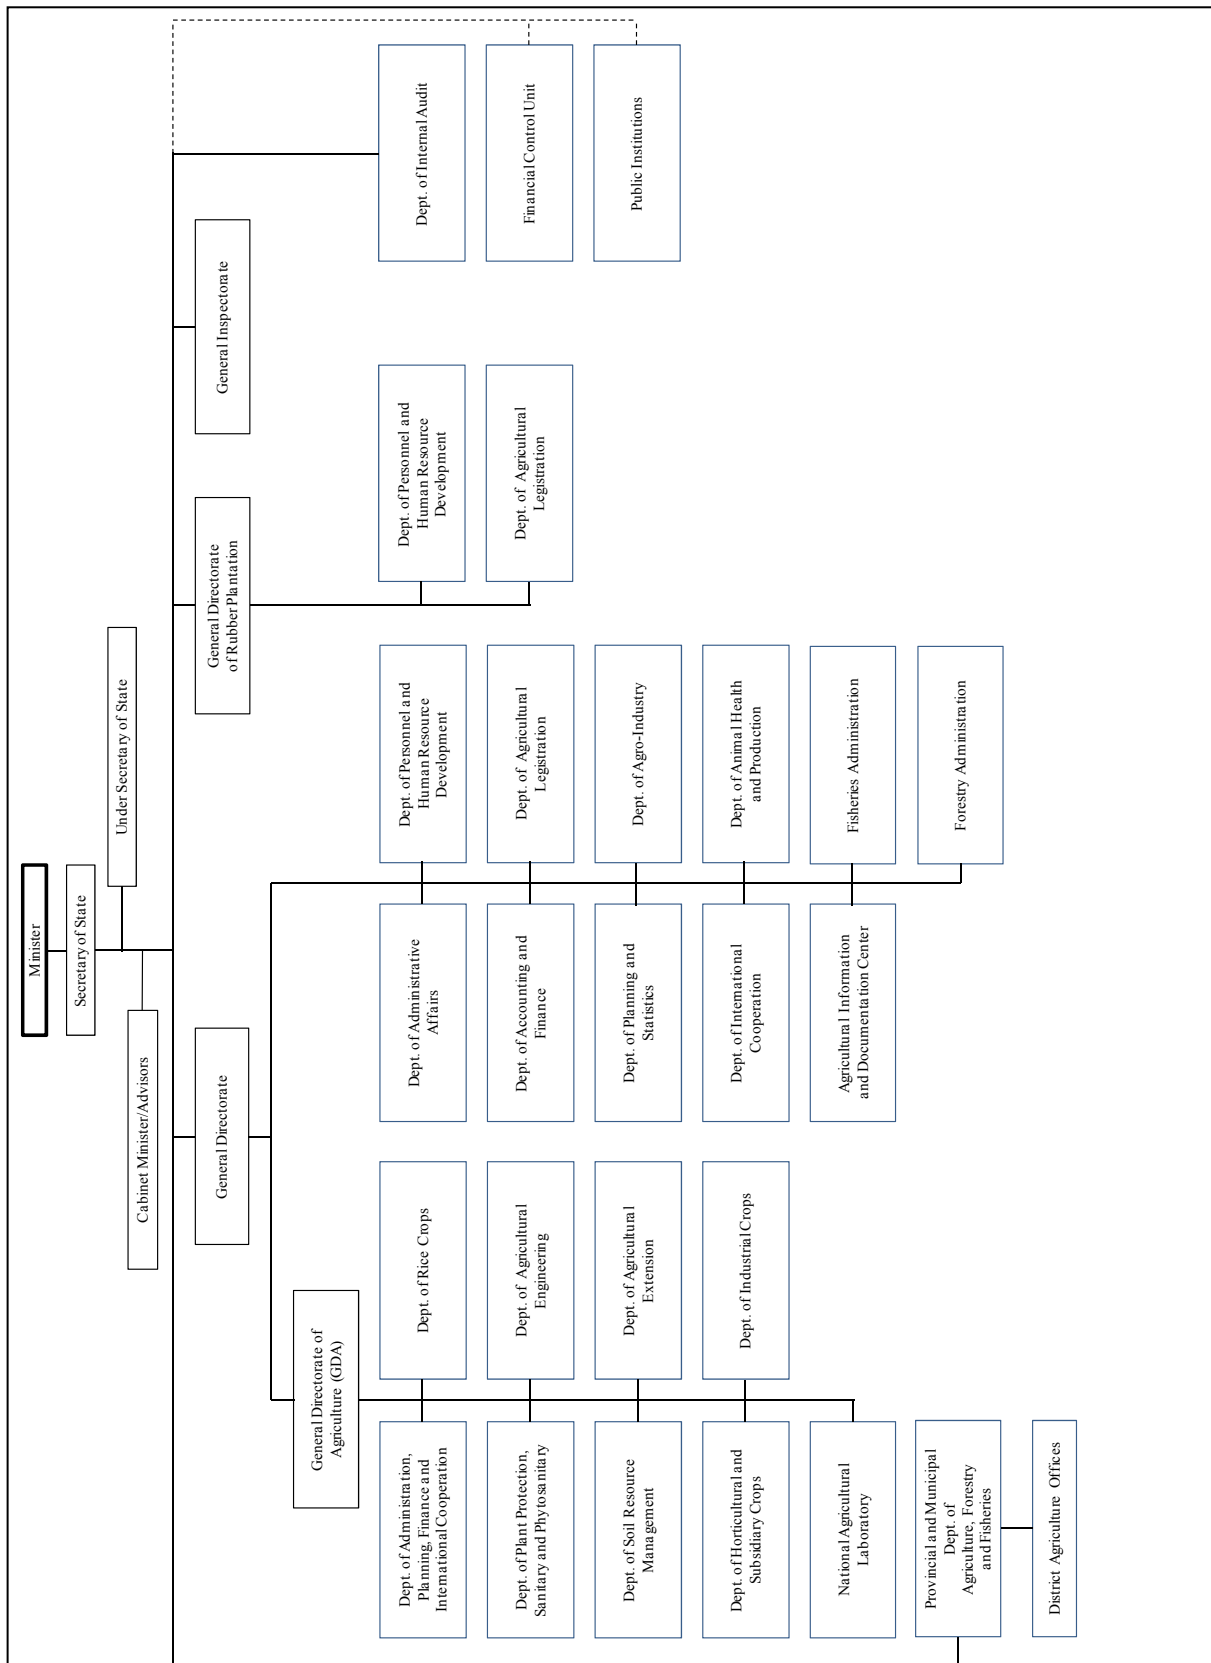 Minister
Secretary of State
Under Secretary of State
Cabinet Minister/Advisors
General Directorate
General Directorate
of Rubber Plantation
General Inspectorate
General Directorate of
Agriculture (GDA)
Dept. of Administration,
Planning, Finance and
International Cooperation
Dept. of Rice Crops
Dept. of Administrative
Affairs
Dept. of Personnel and
Human Resource
Development
Dept. of Personnel and
Human Resource
Development
Dept. of Internal Audit
Dept. of Plant Protection,
Sanitary and Phytosanitary
Dept. of Agricultural
Engineering
Dept. of Accounting and
Finance
Dept. of Agricultural
Legistration
Dept. of Agricultural
Legistration
Financial Control Unit
Dept. of Soil Resource
Management
Dept. of Agricultural
Extension
Dept. of Planning and
Statistics
Dept. of Agro-Industry
Public Institutions
Dept. of Horticultural and
Subsidiary Crops
Dept. of Industrial Crops
Dept. of International
Cooperation
Dept. of Animal Health
and Production
National Agricultural
Laboratory
Agricultural Information
and Documentation Center
Fisheries Administration
Provincial and Municipal
Dept. of
Agriculture, Forestry
and Fisheries
Forestry Administration
District Agriculture Offices